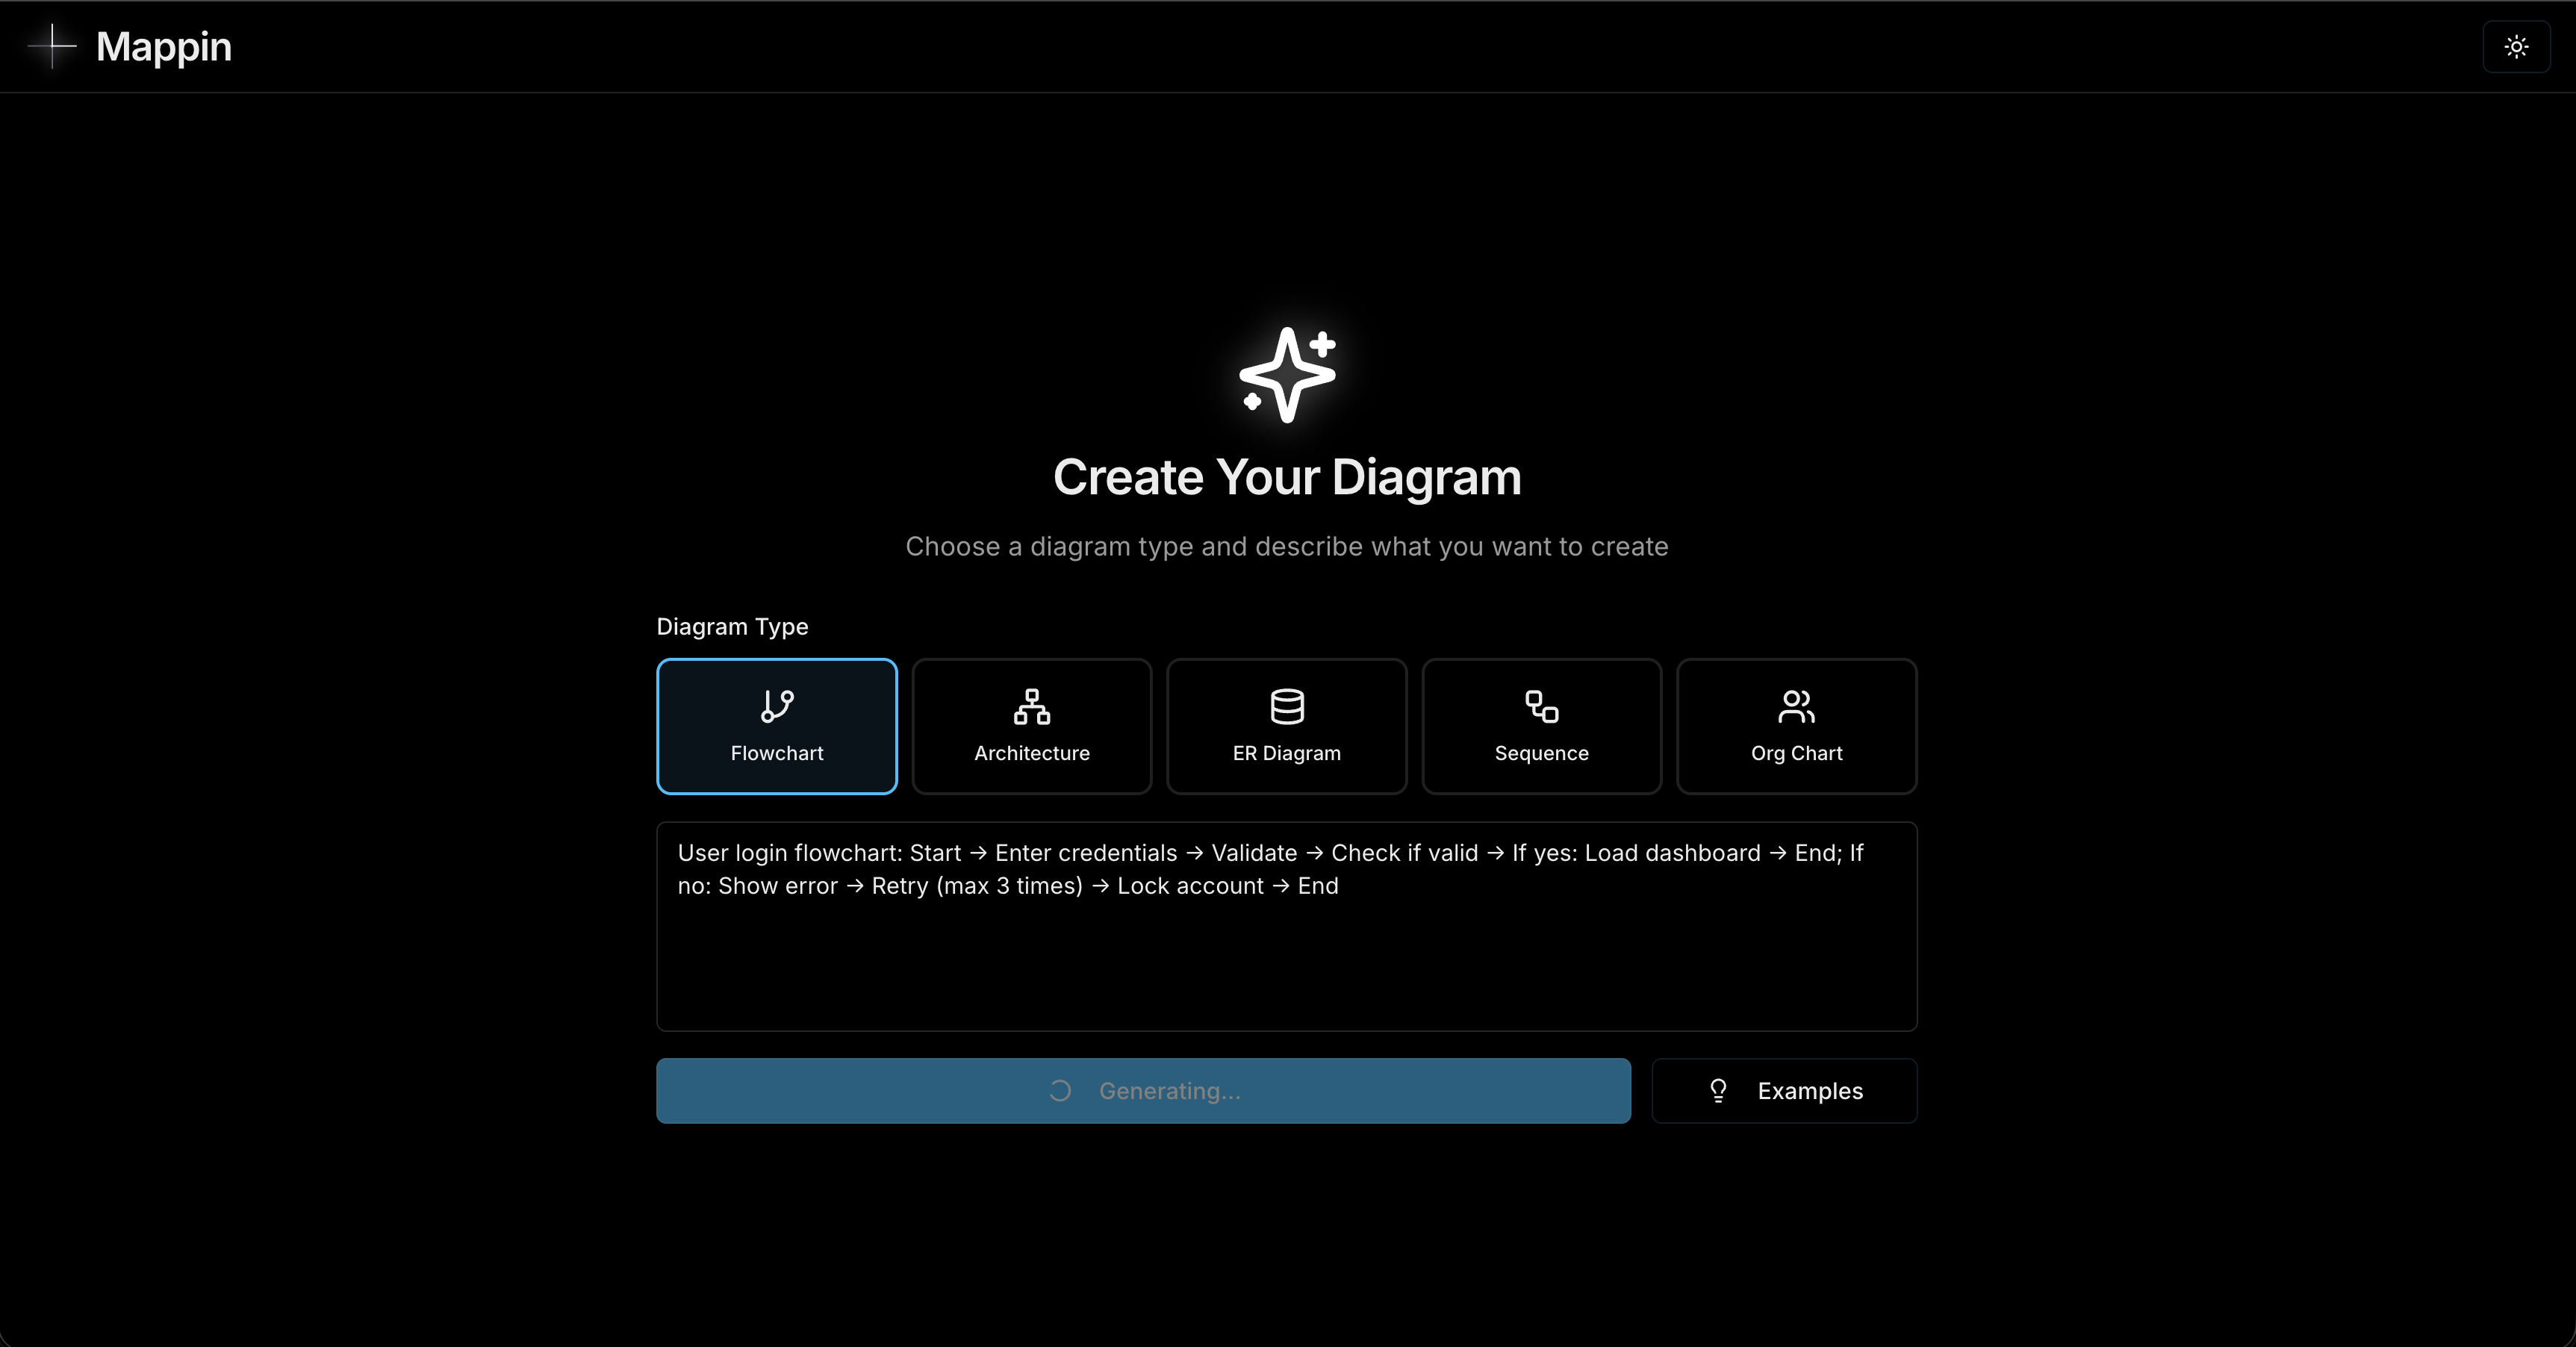 Mappin
Create Your Diagram
Choose a diagram type and describe what you want to create
Diagram Type
Flowchart
Architecture
ER Diagram
Sequence
Org Chart
User login flowchart: Start → Enter credentials → Validate → Check if valid → If yes: Load dashboard → End; If
no: Show error → Retry (max 3 times) → Lock account → End
Generating...
Examples